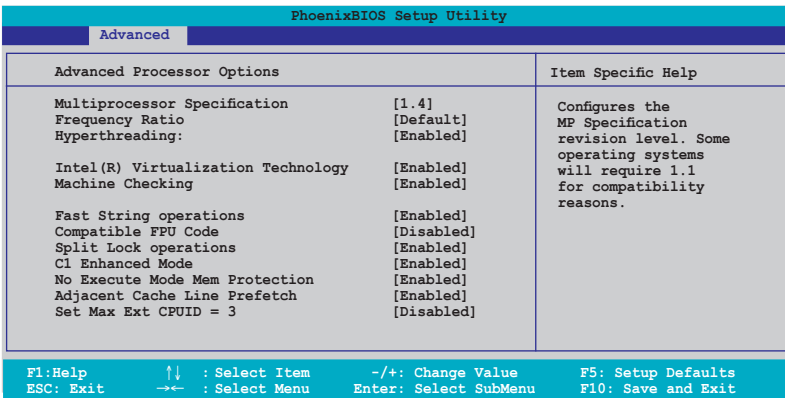 PhoenixBIOS Setup Utility
Advanced
Advanced Processor Options
Multiprocessor Specification [1.4]
Frequency Ratio [Default]
Hyperthreading: [Enabled]
Intel(R) Virtualization Technology [Enabled]
Machine Checking [Enabled]
Fast String operations [Enabled]
Compatible FPU Code [Disabled]
Split Lock operations [Enabled]
C1 Enhanced Mode [Enabled]
No Execute Mode Mem Protection [Enabled]
Adjacent Cache Line Prefetch [Enabled]
Set Max Ext CPUID = 3 [Disabled]
Item Specific Help
Configures the
MP Specification
revision level. Some
operating systems
will require 1.1
for compatibility
reasons.
F1:Help ↑↓ : Select Item -/+: Change Value F5: Setup Defaults
ESC: Exit →← : Select Menu Enter: Select SubMenu F10: Save and Exit